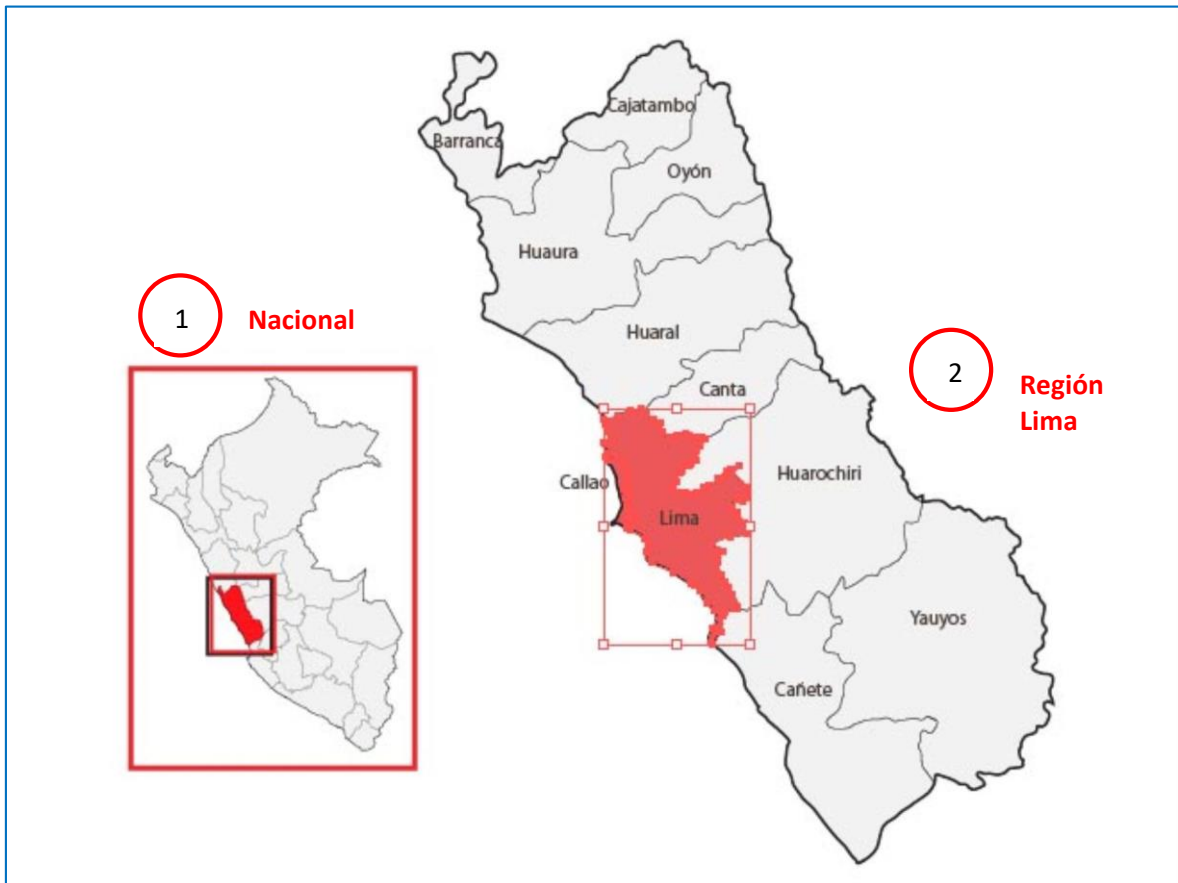 Cajatambo
Barranca
Oyón
Huaura
1
Nacional
Huaral
2
Región
Lima
Canta
Huarochiri
Callao
Lima
Yauyos
Cañete